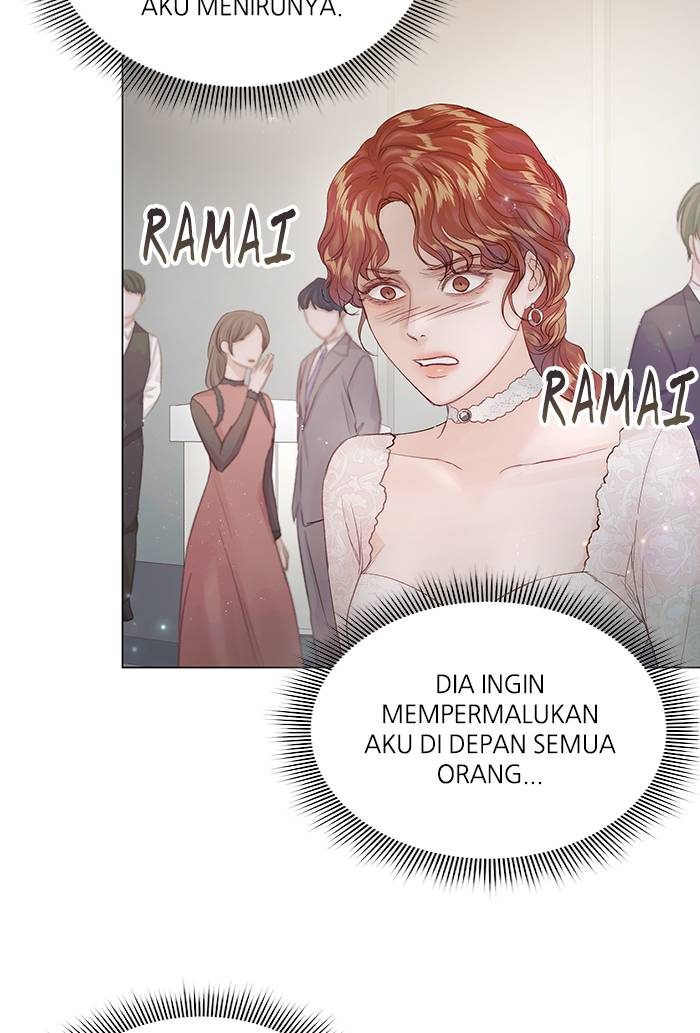 AKU MENIRUNYA.
RAMAI
RAMAI
DIA INGIN
MEMPERMALUKAN
AKU DI DEPAN SEMUA
ORANG...